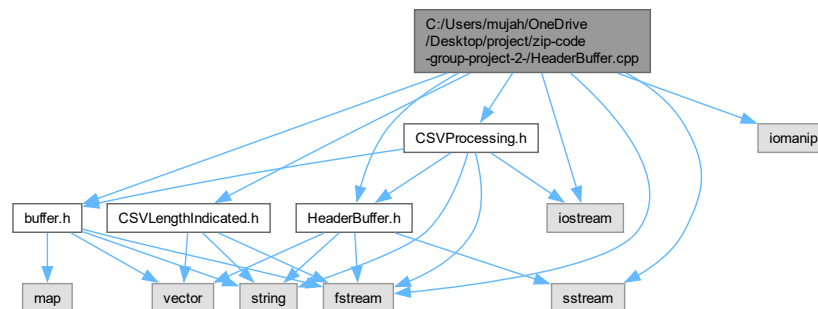 C:/Users/mujah/OneDrive
/Desktop/project/zip-code
-group-project-2-/HeaderBuffer.cpp
CSVProcessing.h
iomanip
buffer.h
CSVLengthIndicated.h
HeaderBuffer.h
iostream
map
vector
string
fstream
sstream